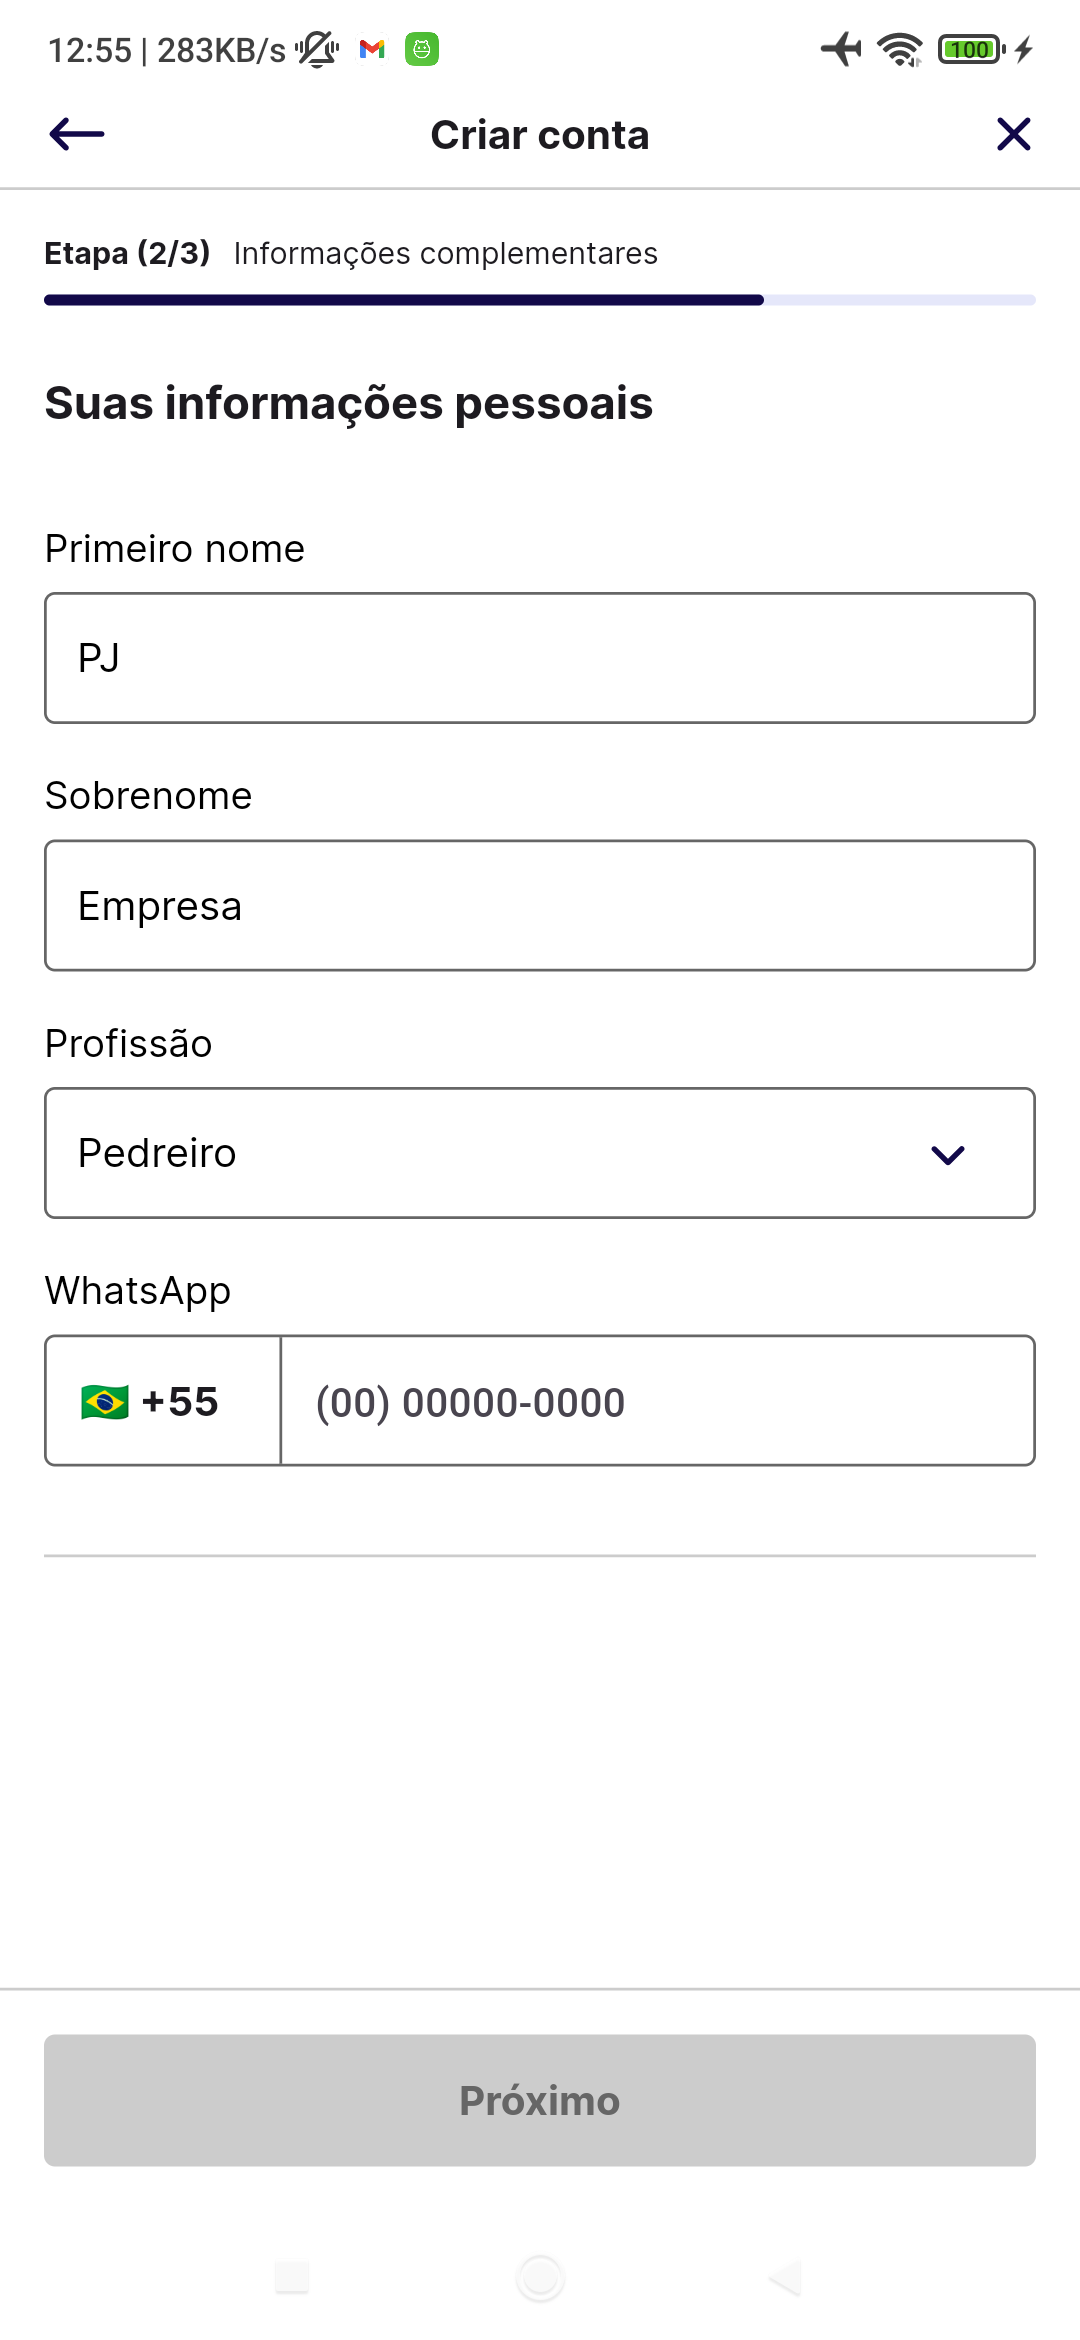 12:55 | 283KB/s
100
Criar conta
Etapa (2/3) Informações complementares
Suas informações pessoais
Primeiro nome
PJ
Sobrenome
Empresa
Profissão
Pedreiro
WhatsApp
+55 (00) 00000-0000
Próximo